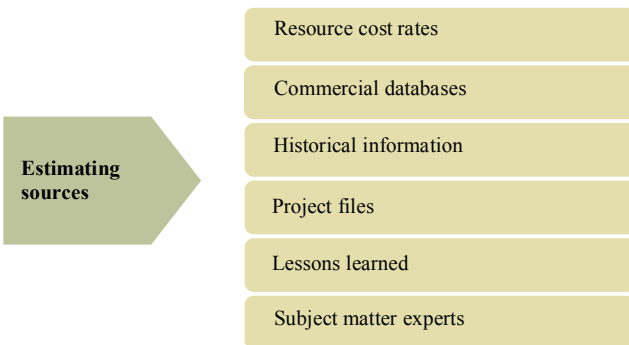 Estimating
sources
Resource cost rates
Commercial databases
Historical information
Project files
Lessons learned
Subject matter experts